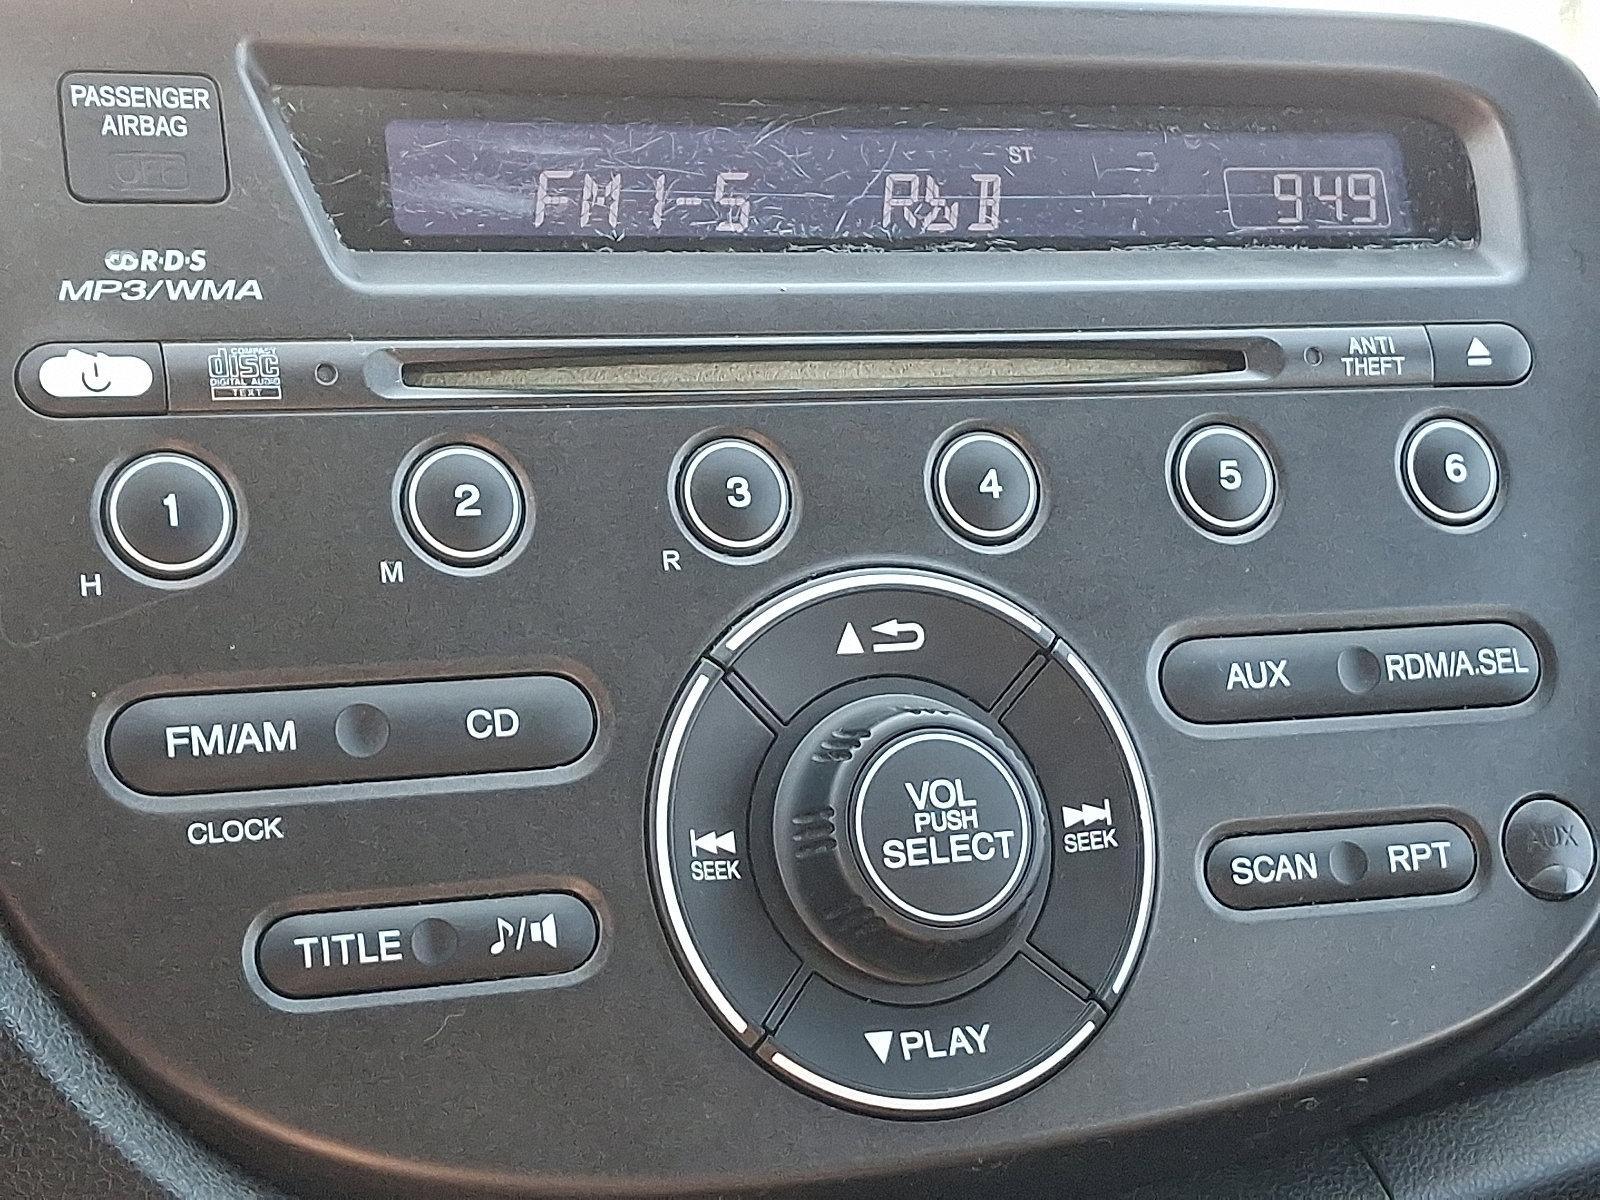 PASSENGER
AIRBAG
OFF
R·D·S
MP3/WMA
ST
FM1-5 R&B 949
COMPACT
disc
DIGITAL AUDIO
TEXT
ANTI
THEFT
1 2 3 4 5 6
H M R
FM/AM CD
CLOCK
TITLE
AUX RDM/A.SEL
SCAN RPT
AUX
SEEK
VOL
PUSH
SELECT
SEEK
PLAY